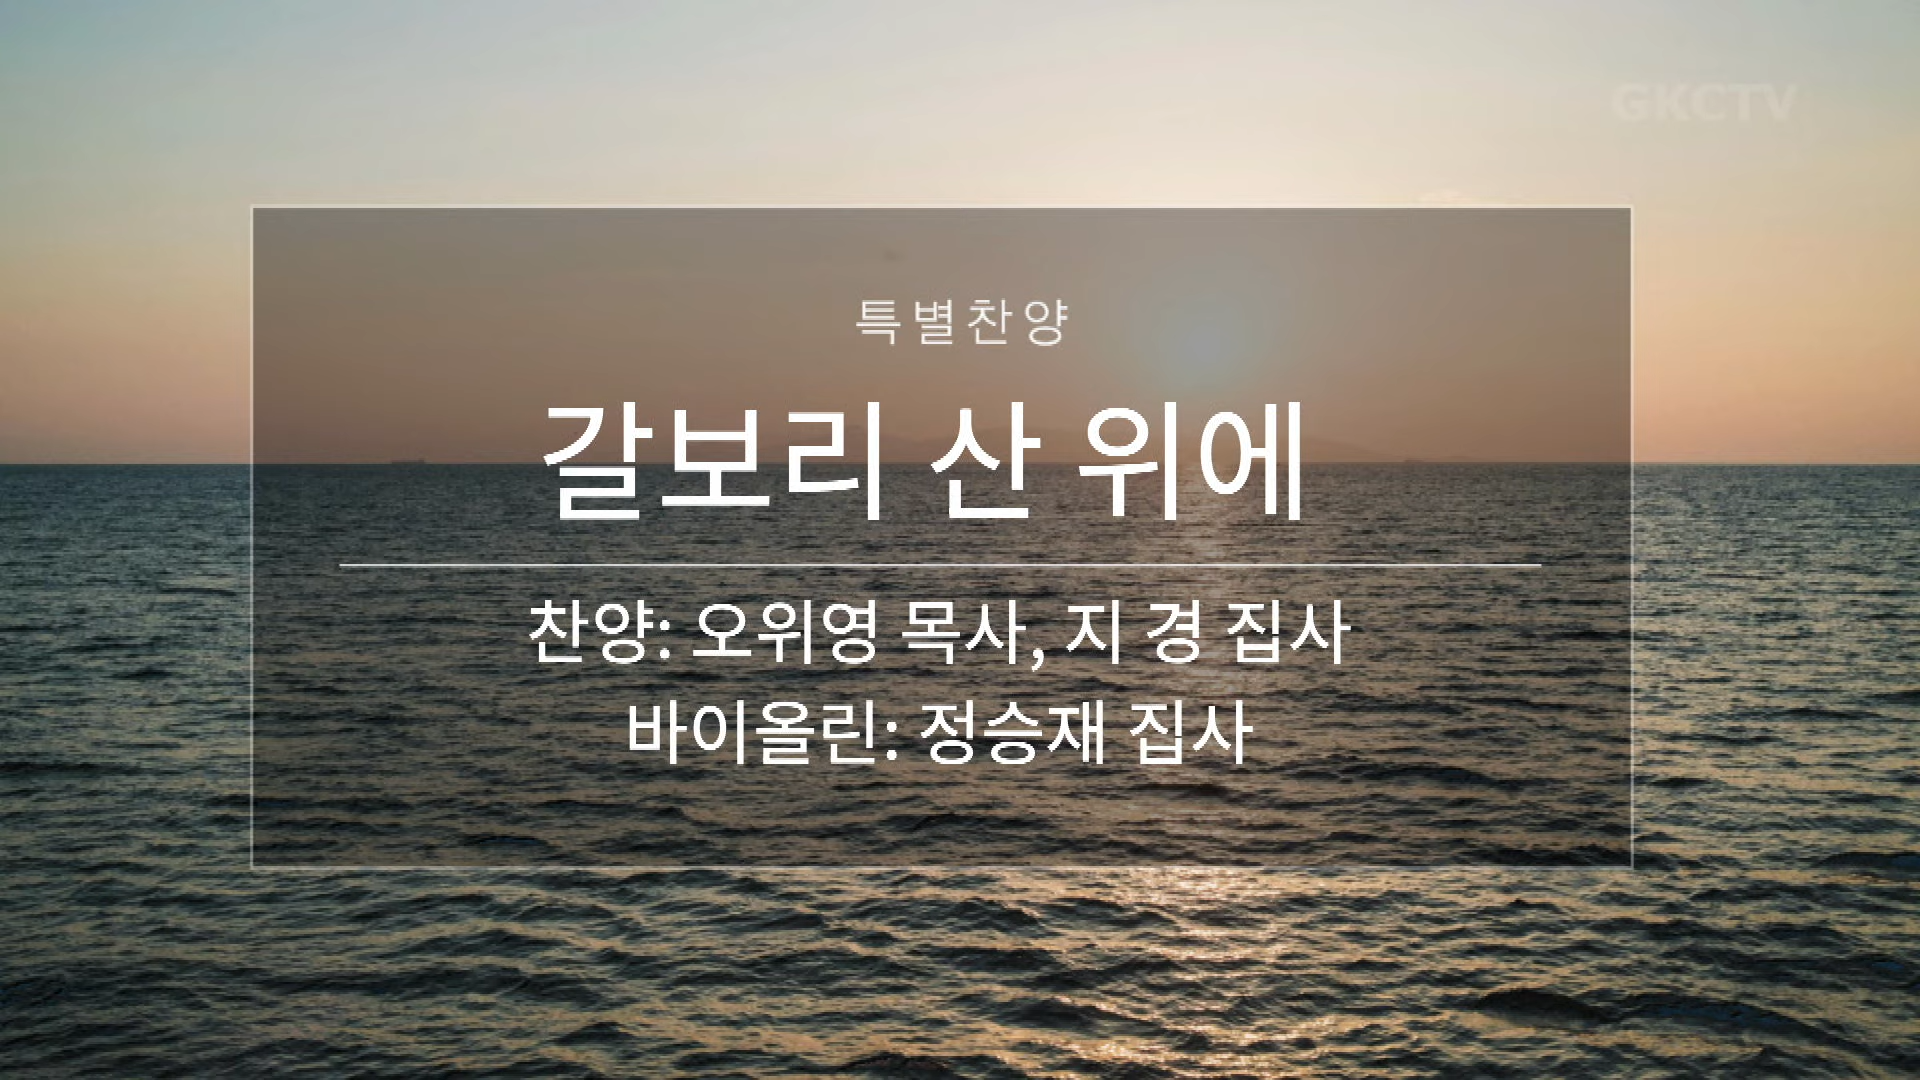 GKCTV
특별찬양
갈보리 산 위에
찬양: 오위영 목사, 지 경 집사
바이올린: 정승재 집사